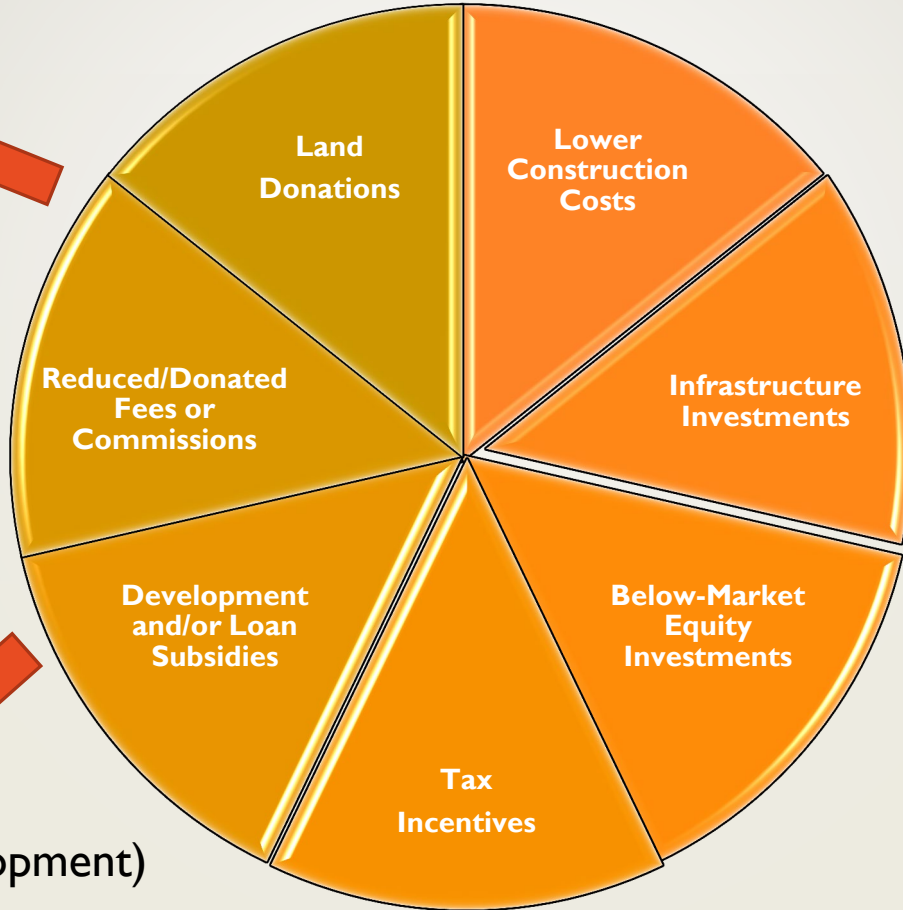 Land
Donations
Lower
Construction
Costs
Reduced/Donated
Fees or
Commissions
Infrastructure
Investments
Development
and/or Loan
Subsidies
Below-Market
Equity
Investments
Tax
Incentives
opment)